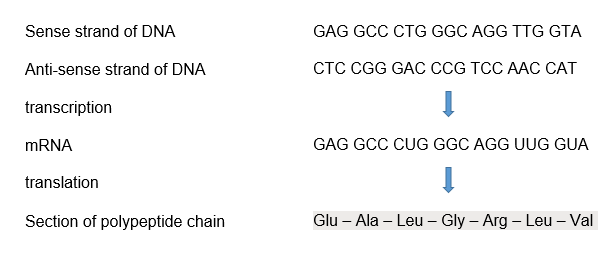 Sense strand of DNA GAG GCC CTG GGC AGG TTG GTA
Anti-sense strand of DNA CTC CGG GAC CCG TCC AAC CAT
transcription
mRNA GAG GCC CUG GGC AGG UUG GUA
translation
Section of polypeptide chain Glu – Ala – Leu – Gly – Arg – Leu – Val